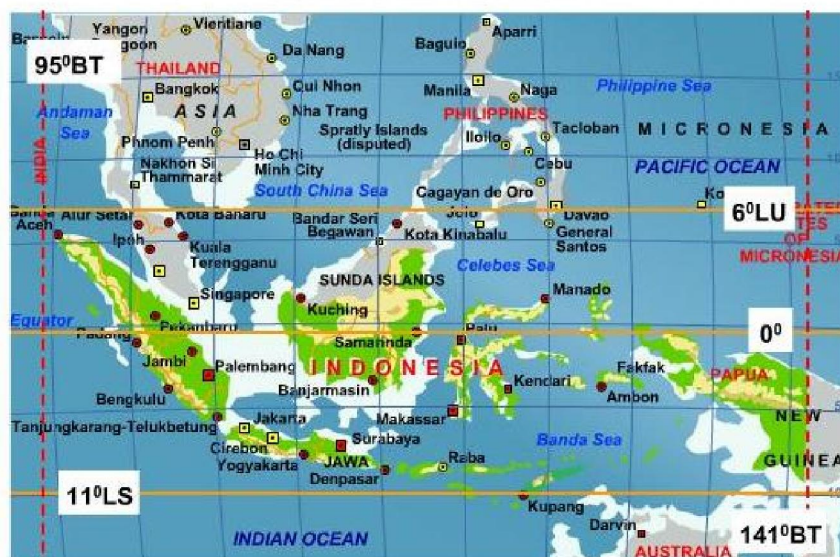 Yangon
Vientiane
Aparri
Baguio
Da Nang
95⁰BT
THAILAND
Bangkok
Qui Nhon
Manila
Naga
Philippine Sea
Andaman
Sea
ASIA
Nha Trang
PHILIPPINES
Spratly Islands
(disputed)
Iloilo
Tacloban
MICRONESIA
INDIA
Phnom Penh
Ho Chi
Minh City
Cebu
PACIFIC OCEAN
Nakhon Si
Thammarat
South China Sea
Cagayan de Oro
6⁰LU
Aceh
Alur Setar
Kota Baharu
Bandar Seri
Begawan
Jolo
Kota Kinabalu
Davao
General
Santos
OF
MICRONESIA
Ipoh
Kuala
Terengganu
Celebes Sea
SUNDA ISLANDS
Singapore
Kuching
Manado
Equator
Padang
Pekanbaru
Samarinda
Palu
0⁰
Jambi
Palembang
INDONESIA
Fakfak
PAPUA
Bengkulu
Banjarmasin
Kendari
Ambon
Tanjungkarang-Telukbetung
Jakarta
Makassar
NEW
GUINEA
Cirebon
Surabaya
Banda Sea
Yogyakarta
JAWA
Raba
Denpasar
11⁰LS
Kupang
INDIAN OCEAN
Darvin
AUSTRALIA
141⁰BT